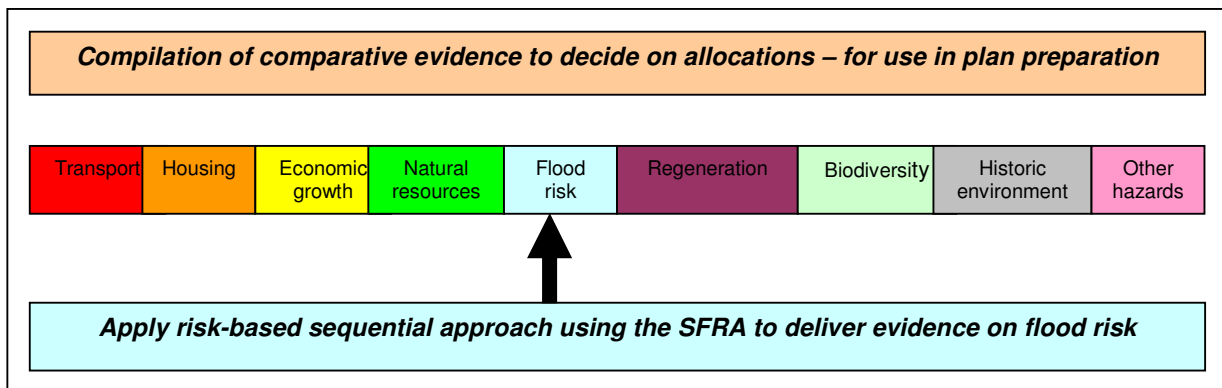 Compilation of comparative evidence to decide on allocations – for use in plan preparation
Transport
Housing
Economic
growth
Natural
resources
Flood
risk
Regeneration
Biodiversity
Historic
environment
Other
hazards
Apply risk-based sequential approach using the SFRA to deliver evidence on flood risk